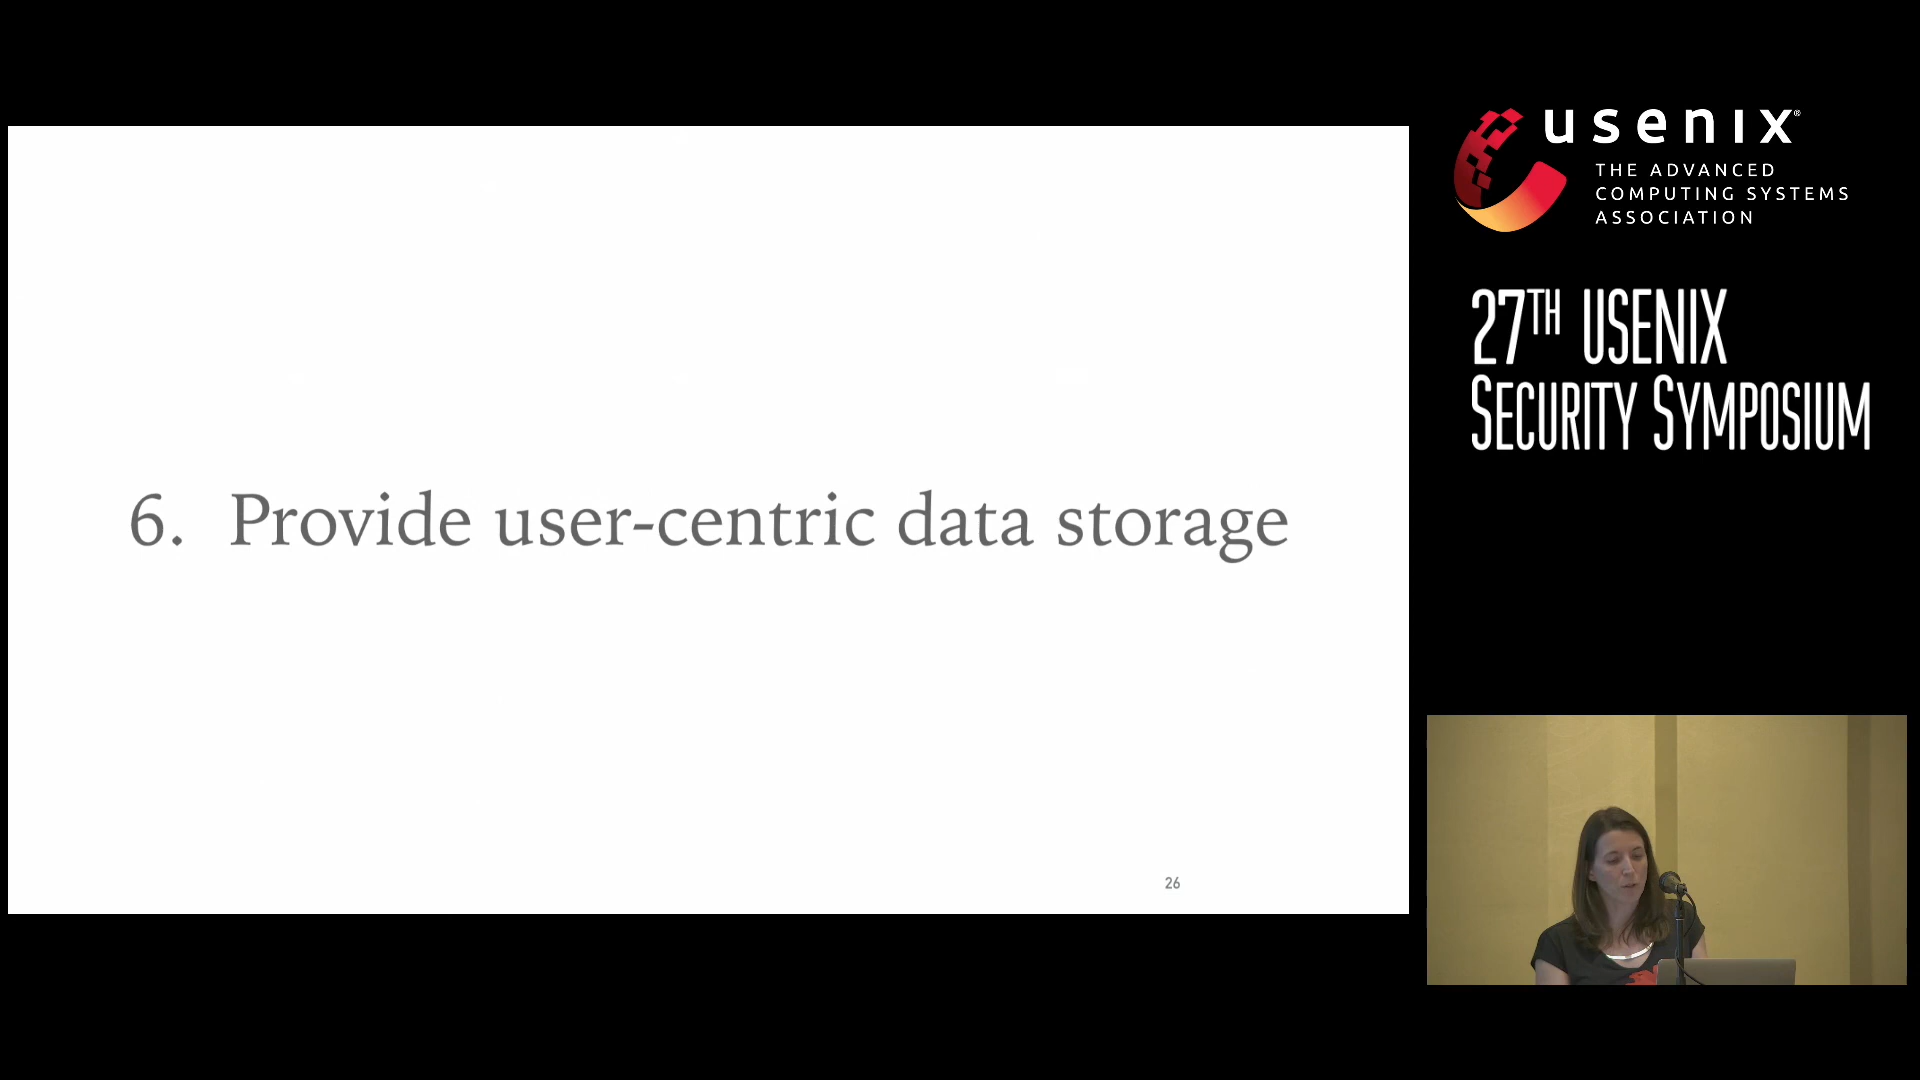 6. Provide user-centric data storage
26
usenix®
THE ADVANCED
COMPUTING SYSTEMS
ASSOCIATION
27TH USENIX
SECURITY SYMPOSIUM